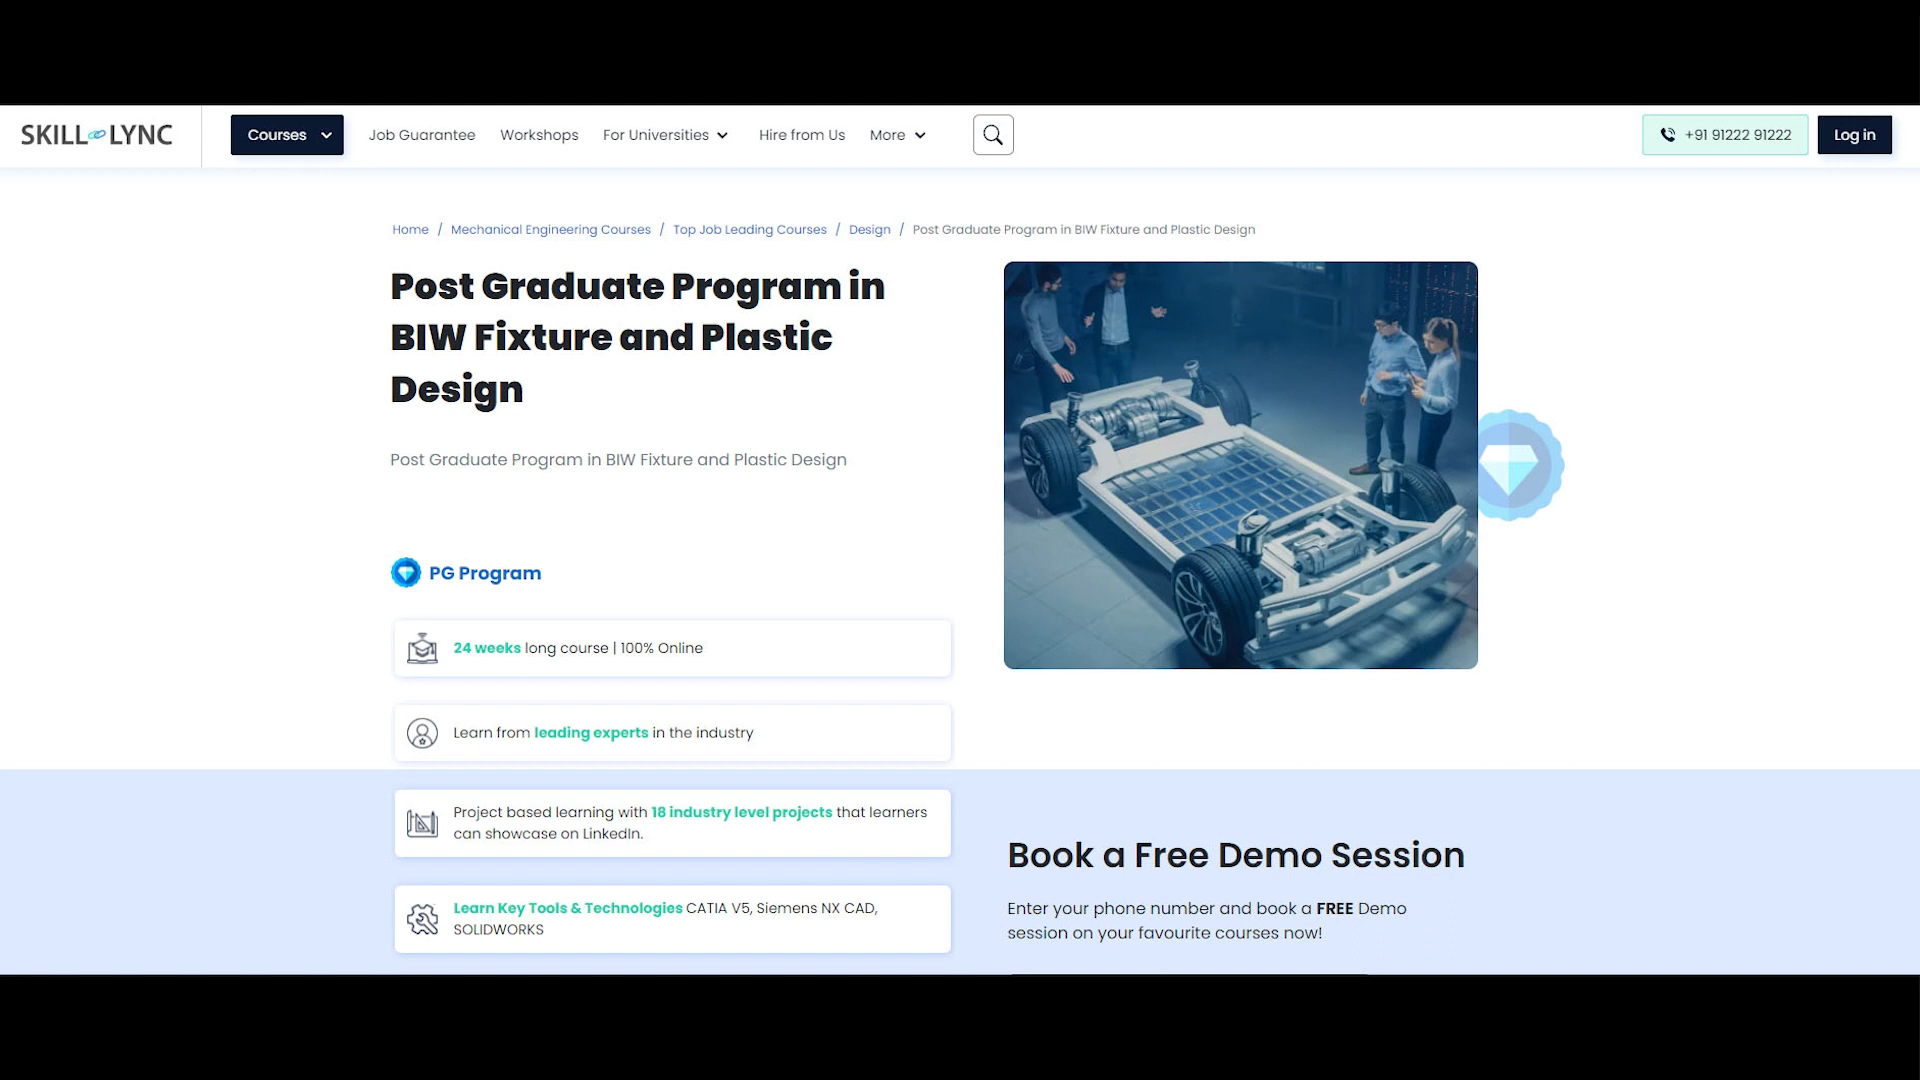 SKILL LYNC
Courses
Job Guarantee
Workshops
For Universities
Hire from Us
More
+91 91222 91222
Log in
Home / Mechanical Engineering Courses / Top Job Leading Courses / Design / Post Graduate Program in BIW Fixture and Plastic Design
Post Graduate Program in
BIW Fixture and Plastic
Design
Post Graduate Program in BIW Fixture and Plastic Design
PG Program
24 weeks long course | 100% Online
Learn from leading experts in the industry
Project based learning with 18 industry level projects that learners
can showcase on LinkedIn.
Learn Key Tools & Technologies CATIA V5, Siemens NX CAD,
SOLIDWORKS
Book a Free Demo Session
Enter your phone number and book a FREE Demo
session on your favourite courses now!